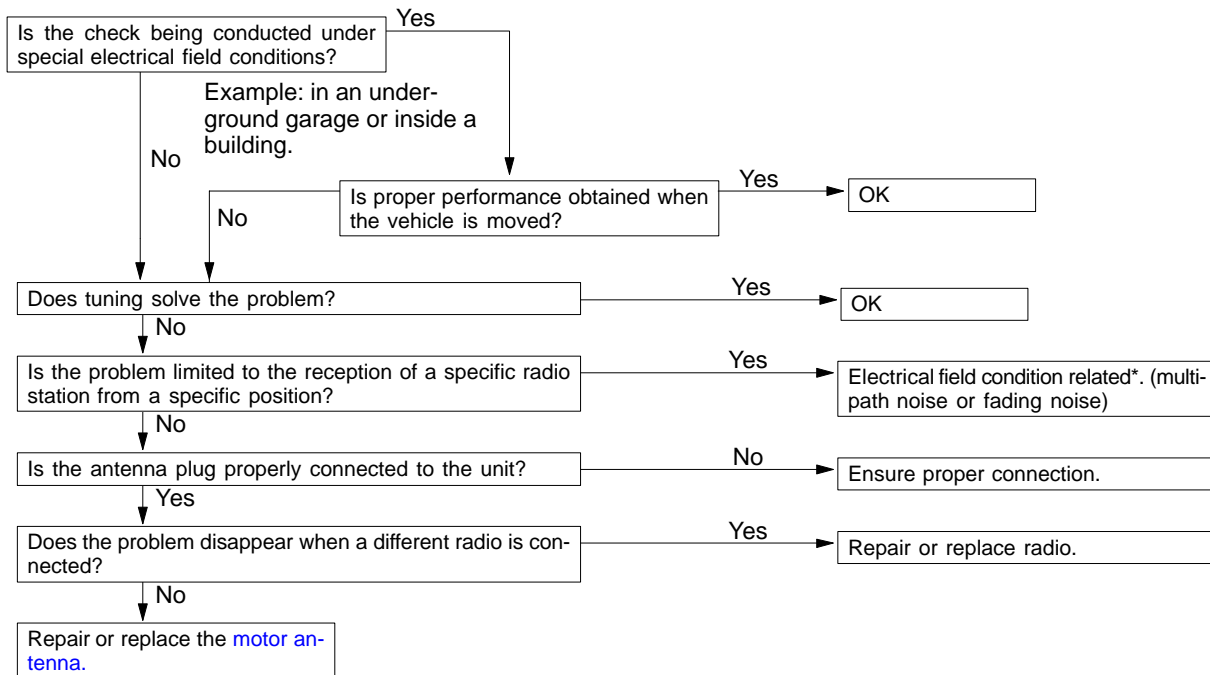 Is the check being conducted under
special electrical field conditions?
Yes
Example: in an under-
ground garage or inside a
building.
No
Is proper performance obtained when
the vehicle is moved?
Yes
OK
No
Does tuning solve the problem?
Yes
OK
No
Is the problem limited to the reception of a specific radio
station from a specific position?
Yes
Electrical field condition related*. (multi-
path noise or fading noise)
No
Is the antenna plug properly connected to the unit?
No
Ensure proper connection.
Yes
Does the problem disappear when a different radio is con-
nected?
Yes
Repair or replace radio.
No
Repair or replace the motor an-
tenna.